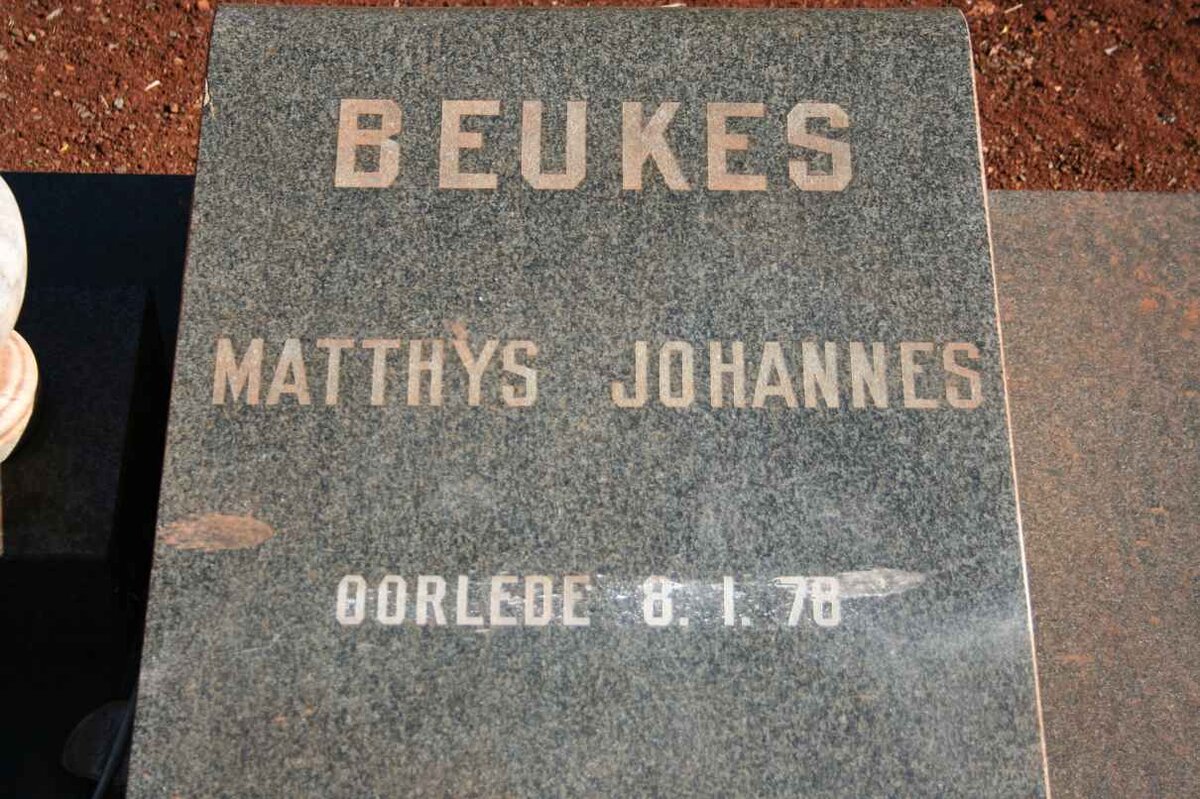 BEUKES
MATTHYS JOHANNES
OORLEDE 8. 1. 78